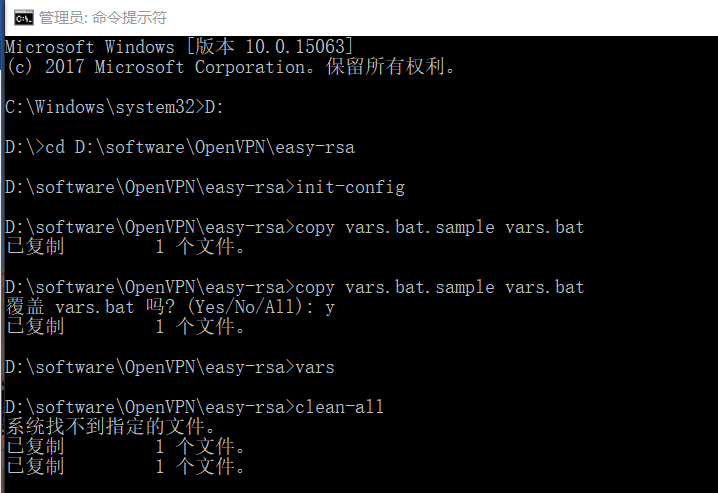 管理员: 命令提示符
Microsoft Windows [版本 10.0.15063]
(c) 2017 Microsoft Corporation。保留所有权利。
C:\Windows\system32>D:
D:\>cd D:\software\OpenVPN\easy-rsa
D:\software\OpenVPN\easy-rsa>init-config
D:\software\OpenVPN\easy-rsa>copy vars.bat.sample vars.bat
已复制         1 个文件。
D:\software\OpenVPN\easy-rsa>copy vars.bat.sample vars.bat
覆盖 vars.bat 吗? (Yes/No/All): y
已复制         1 个文件。
D:\software\OpenVPN\easy-rsa>vars
D:\software\OpenVPN\easy-rsa>clean-all
系统找不到指定的文件。
已复制         1 个文件。
已复制         1 个文件。